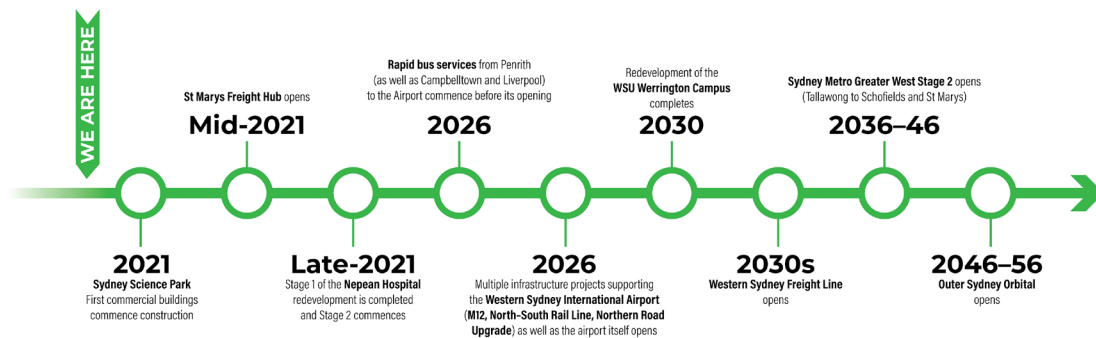 WE ARE HERE
2021
Sydney Science Park
First commercial buildings
commence construction
St Marys Freight Hub opens
Mid-2021
Late-2021
Stage 1 of the Nepean Hospital
redevelopment is completed
and Stage 2 commences
Rapid bus services from Penrith
(as well as Campbelltown and Liverpool)
to the Airport commence before its opening
2026
2026
Multiple infrastructure projects supporting
the Western Sydney International Airport
(M12, North–South Rail Line, Northern Road
Upgrade) as well as the airport itself opens
Redevelopment of the
WSU Werrington Campus
completes
2030
2030s
Western Sydney Freight Line
opens
Sydney Metro Greater West Stage 2 opens
(Tallawong to Schofields and St Marys)
2036–46
2046–56
Outer Sydney Orbital
opens